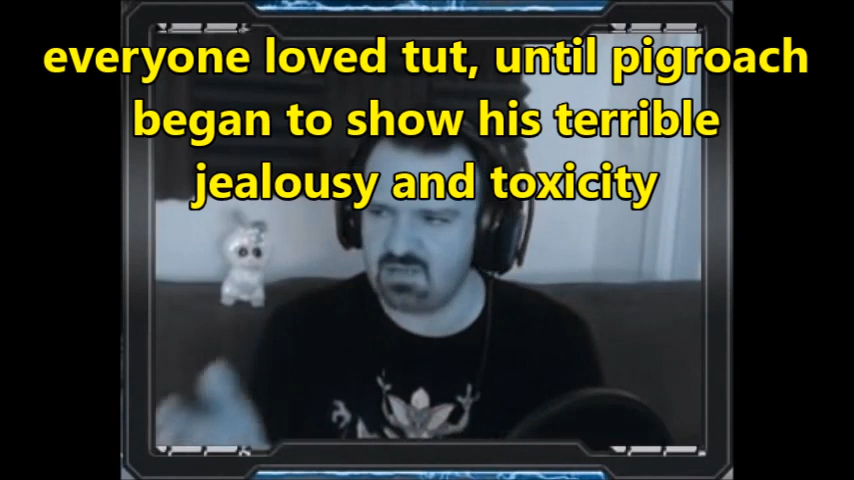 everyone loved tut, until pigroach
began to show his terrible
jealousy and toxicity